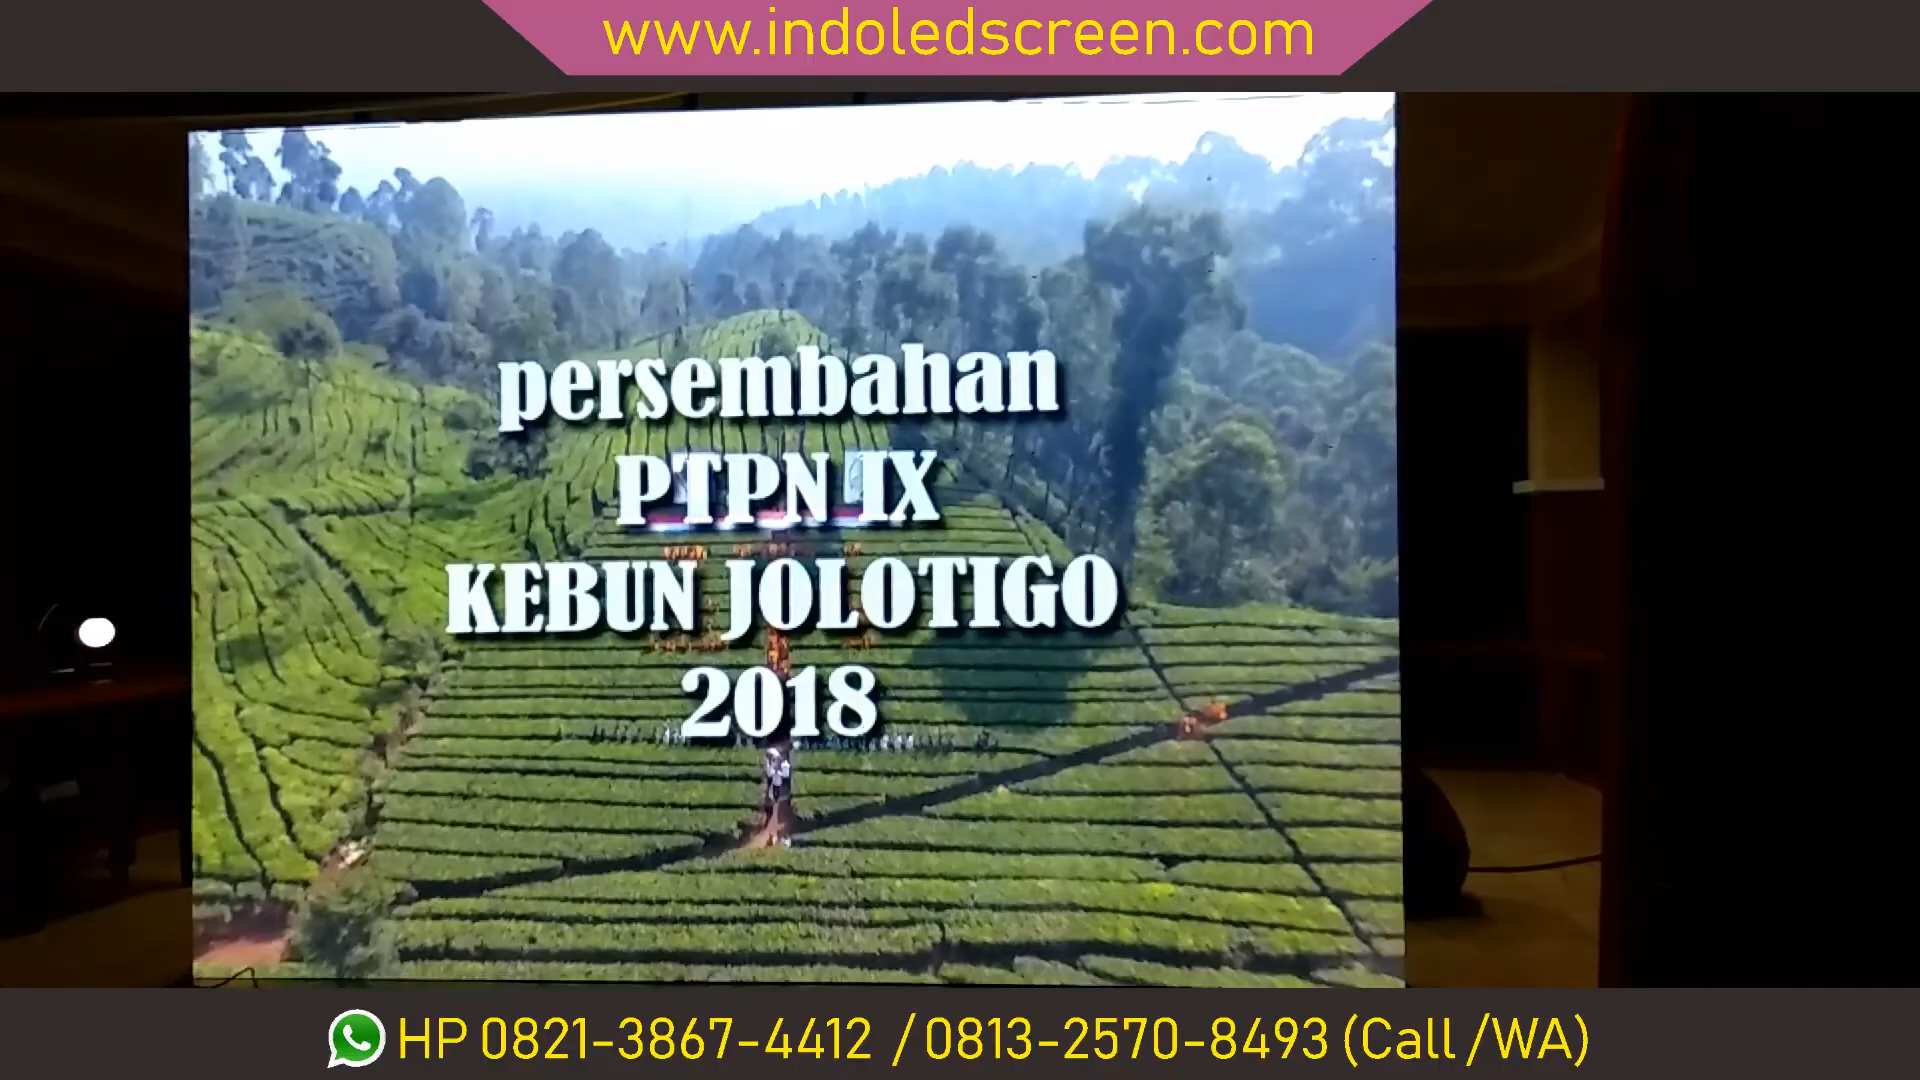 www.indoledscreen.com
persembahan
PTPN IX
KEBUN JOLOTIGO
2018
HP 0821-3867-4412 / 0813-2570-8493 (Call /WA)